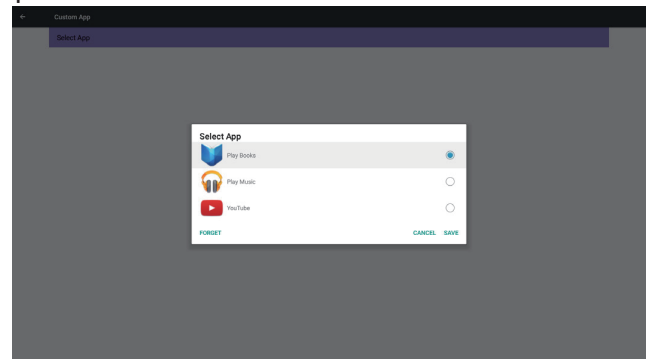 Custom App
Select App
Select App
Play Books
Play Music
YouTube
FORGET CANCEL SAVE